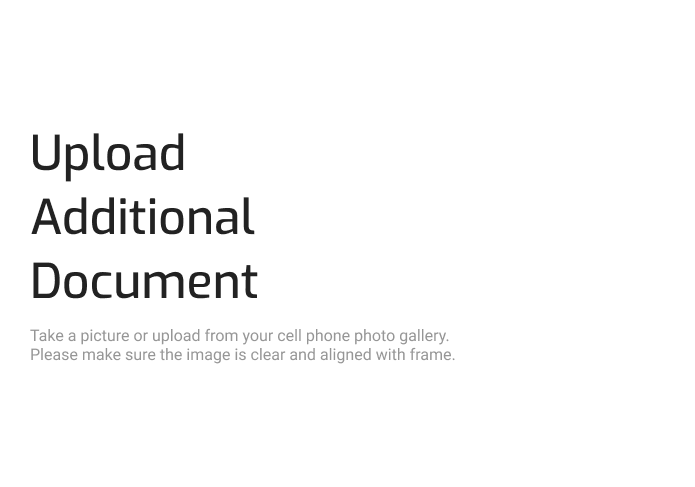 Upload
Additional
Document
Take a picture or upload from your cell phone photo gallery.
Please make sure the image is clear and aligned with frame.